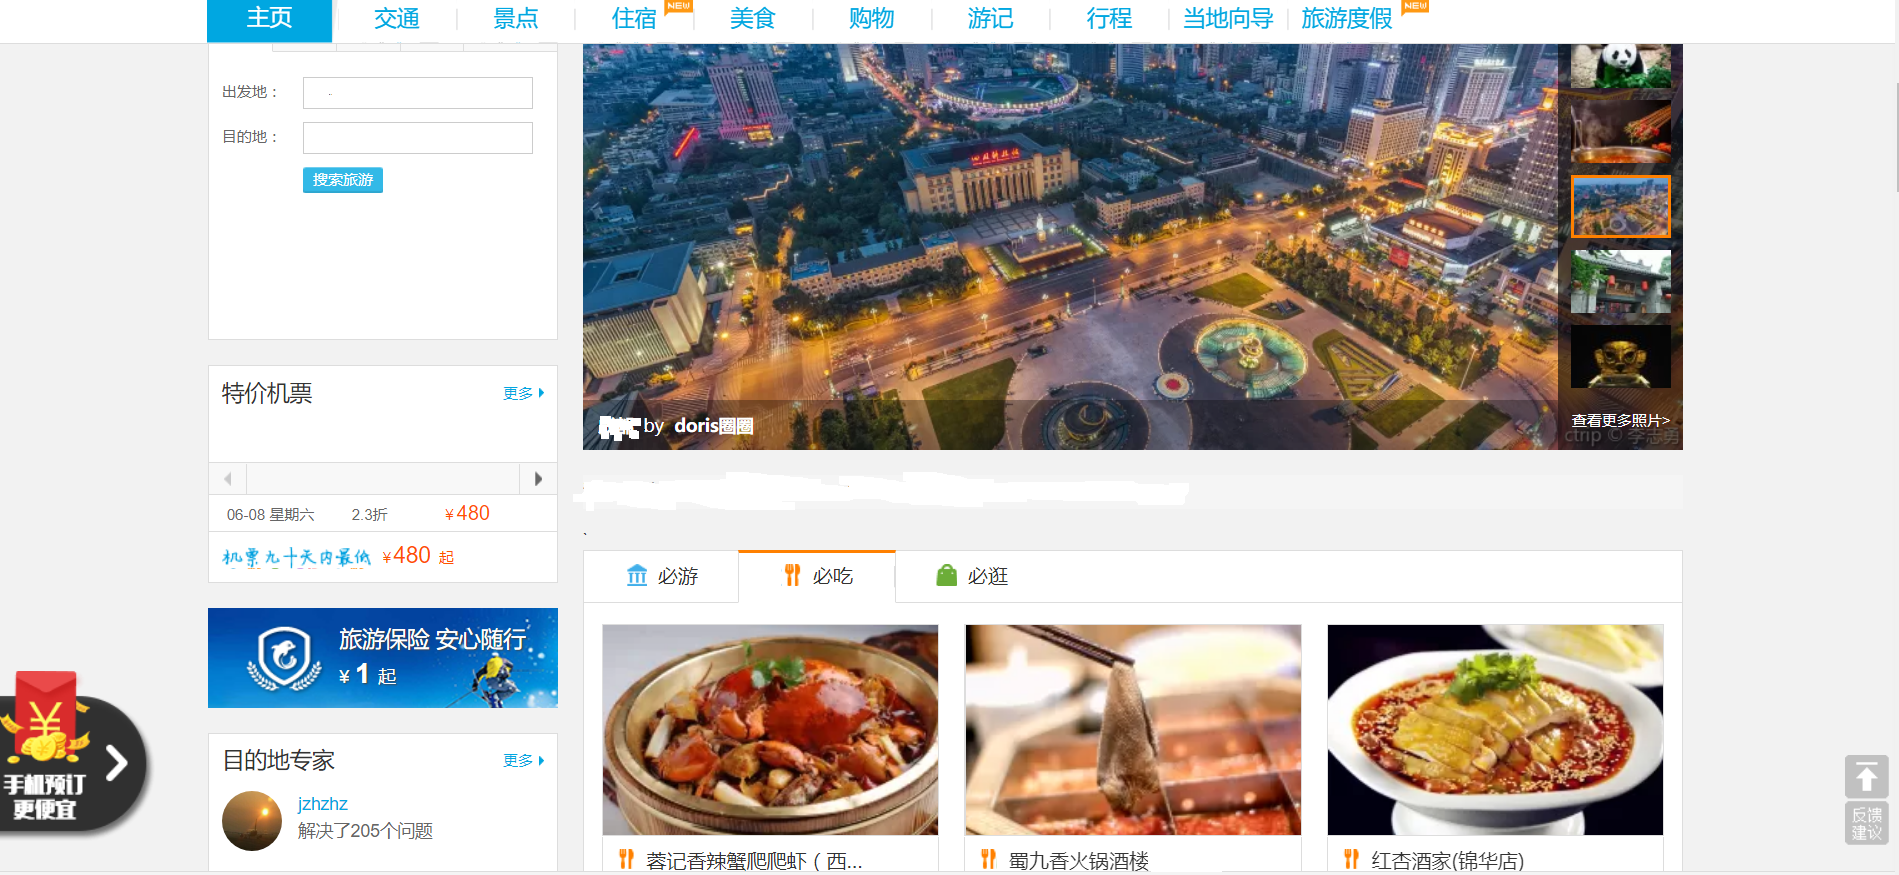 主页 交通 景点 住宿 NEW 美食 购物 游记 行程 当地向导 旅游度假 NEW
出发地：
目的地：
搜索旅游
特价机票 更多
06-08 星期六 2.3折 ¥480
机票九十天内最低 ¥480 起
旅游保险 安心随行
¥ 1 起
目的地专家 更多
jzhzhz
解决了205个问题
手机预订
更便宜
by doris圈圈
查看更多照片>
ctrip © 李志勇
必游 必吃 必逛
蓉记香辣蟹爬爬虾（西...
蜀九香火锅酒楼
红杏酒家(锦华店)
反馈
建议